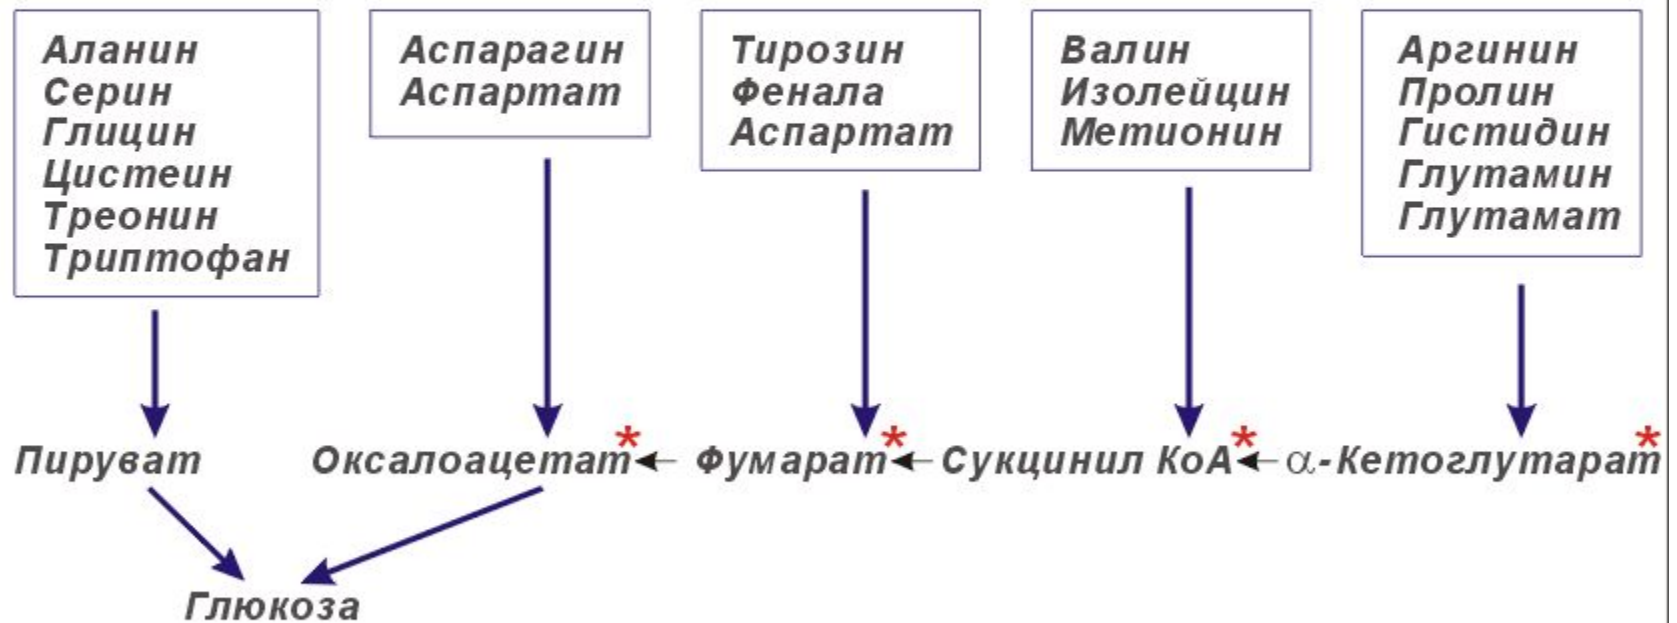 Аланин
Серин
Глицин
Цистеин
Треонин
Триптофан
Аспарагин
Аспартат
Тирозин
Фенала
Аспартат
Валин
Изолейцин
Метионин
Аргинин
Пролин
Гистидин
Глутамин
Глутамат
Пируват Оксалоацетат* Фумарат* Сукцинил КоА* α-Кетоглутарат*
Глюкоза